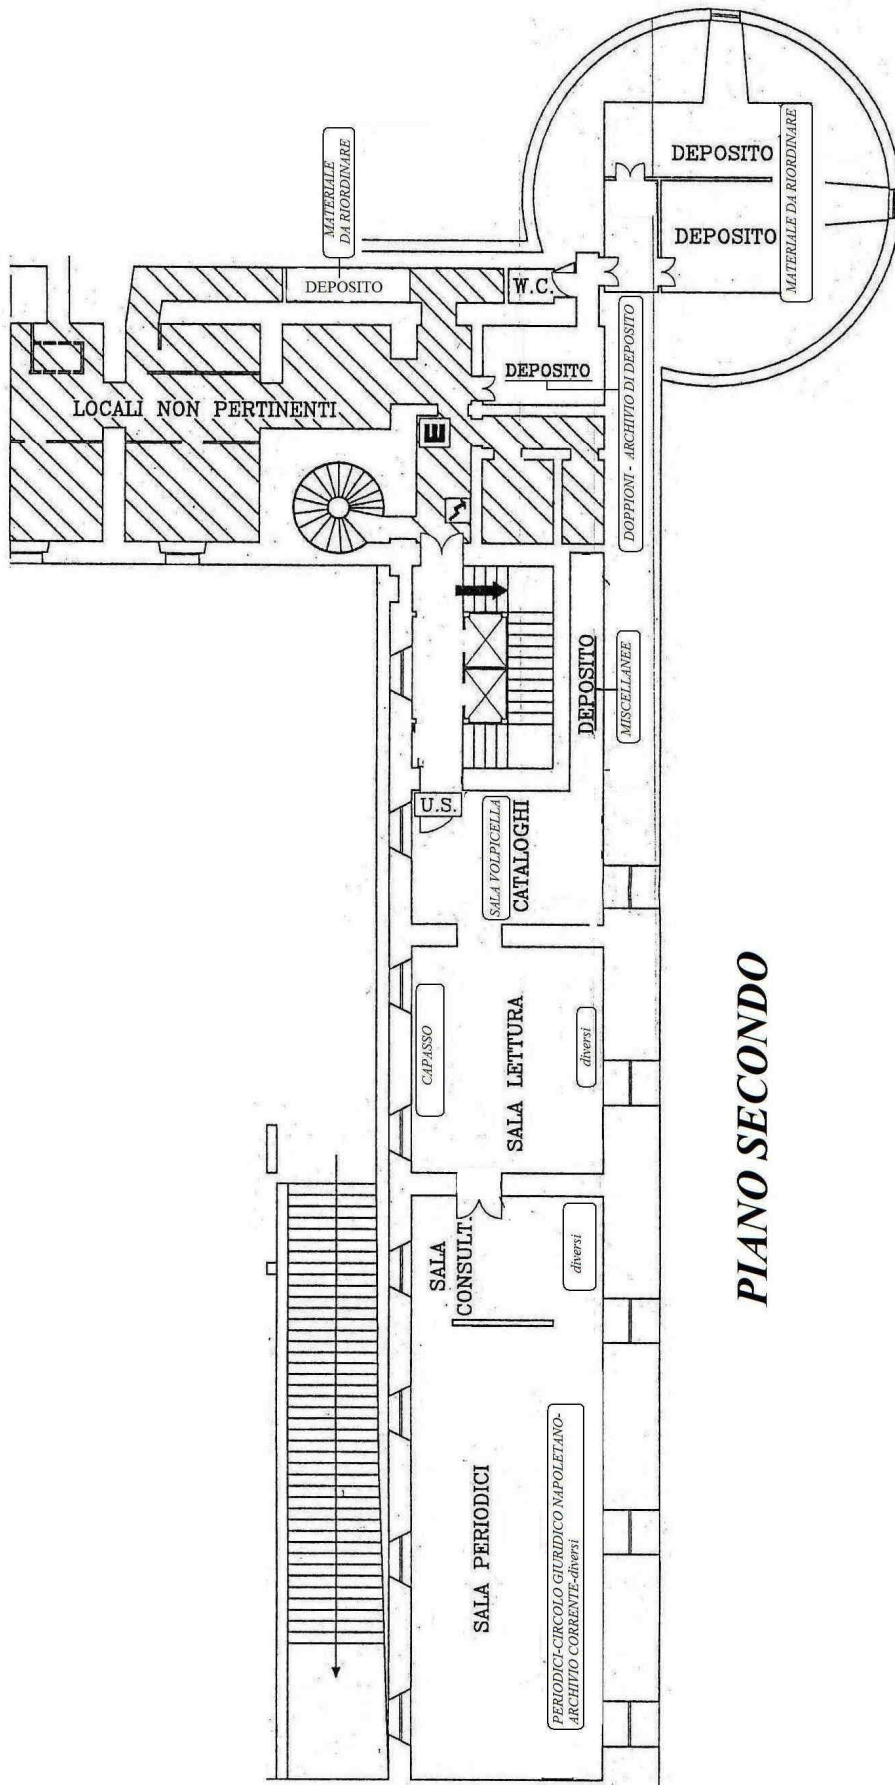 MATERIALE
DA RIORDINARE
DEPOSITO
W.C.
DEPOSITO
DEPOSITO
MATERIALE DA RIORDINARE
DEPOSITO
DOPPIONI - ARCHIVIO DI DEPOSITO
LOCALI NON PERTINENTI
E
DEPOSITO
MISCELLANEE
U.S.
SALA VOLPICELLA
CATALOGHI
CAPASSO
SALA LETTURA
diversi
SALA
CONSULT.
diversi
SALA PERIODICI
PERIODICI-CIRCOLO GIURIDICO NAPOLETANO-
ARCHIVIO CORRENTE-diversi
PIANO SECONDO